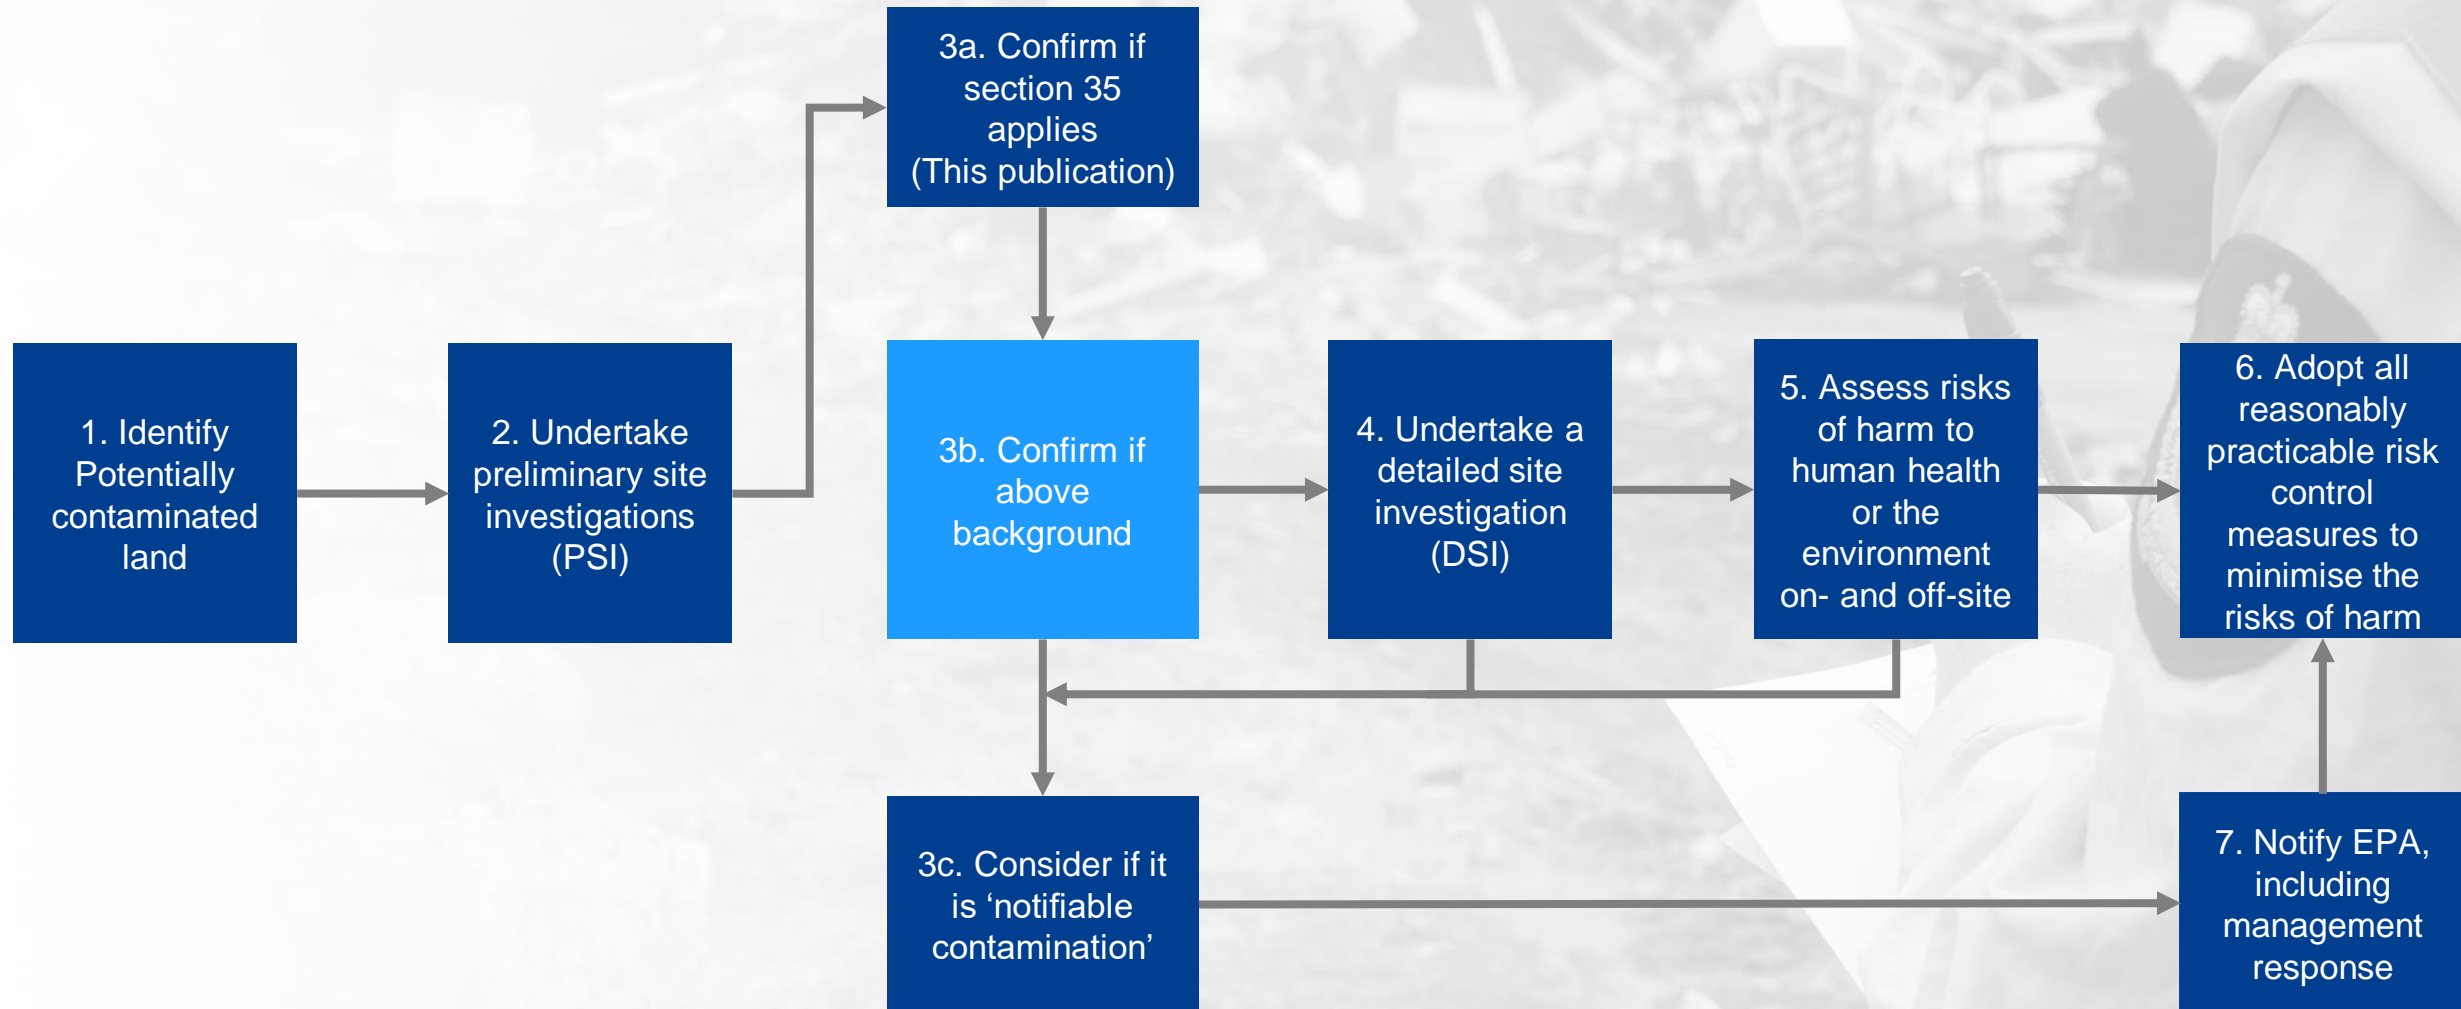 3a. Confirm if
section 35
applies
(This publication)
1. Identify
Potentially
contaminated
land
2. Undertake
preliminary site
investigations
(PSI)
3b. Confirm if
above
background
4. Undertake a
detailed site
investigation
(DSI)
5. Assess risks
of harm to
human health
or the
environment
on- and off-site
6. Adopt all
reasonably
practicable risk
control
measures to
minimise the
risks of harm
3c. Consider if it
is ‘notifiable
contamination’
7. Notify EPA,
including
management
response